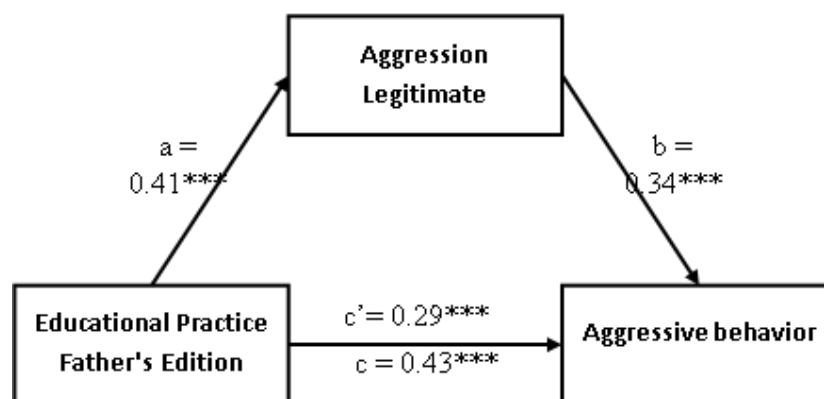 Aggression
Legitimate
a =
0.41***
b =
0.34***
Educational Practice
Father's Edition
c’= 0.29***
c = 0.43***
Aggressive behavior